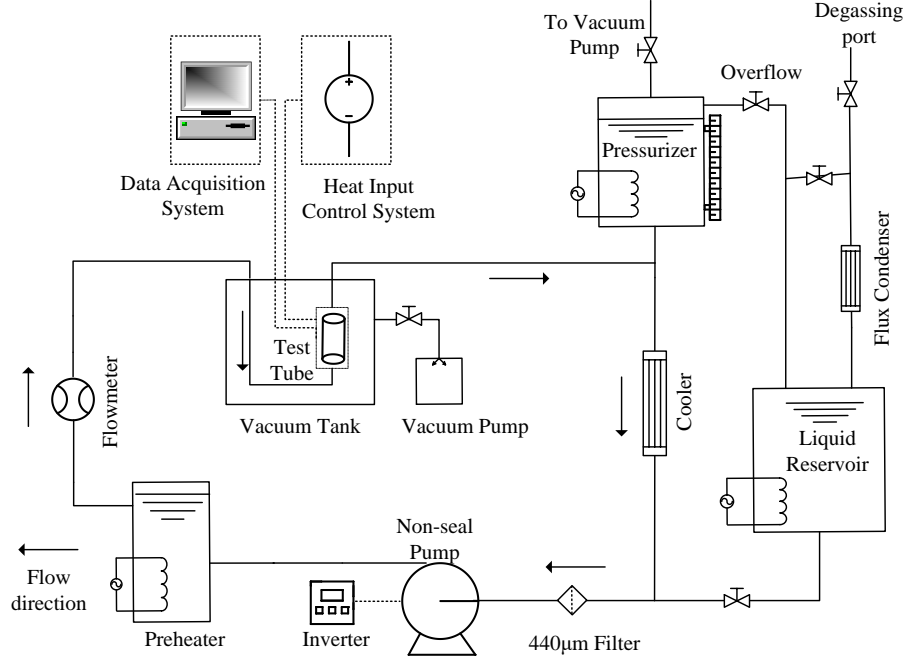 To Vacuum
Pump
Degassing
port
Overflow
Pressurizer
Data Acquisition
System
Heat Input
Control System
Flux Condenser
Test
Tube
Flowmeter
Vacuum Tank
Vacuum Pump
Cooler
Liquid
Reservoir
Non-seal
Pump
Flow
direction
Preheater
Inverter
440μm Filter